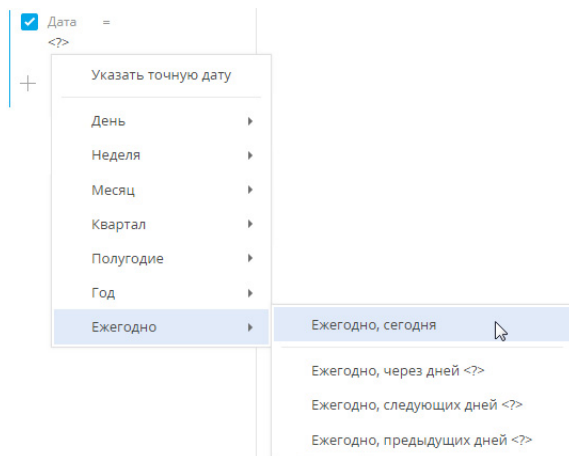 Дата =
<?>
Указать точную дату
День
Неделя
Месяц
Квартал
Полугодие
Год
Ежегодно
Ежегодно, сегодня
Ежегодно, через дней <?>
Ежегодно, следующих дней <?>
Ежегодно, предыдущих дней <?>